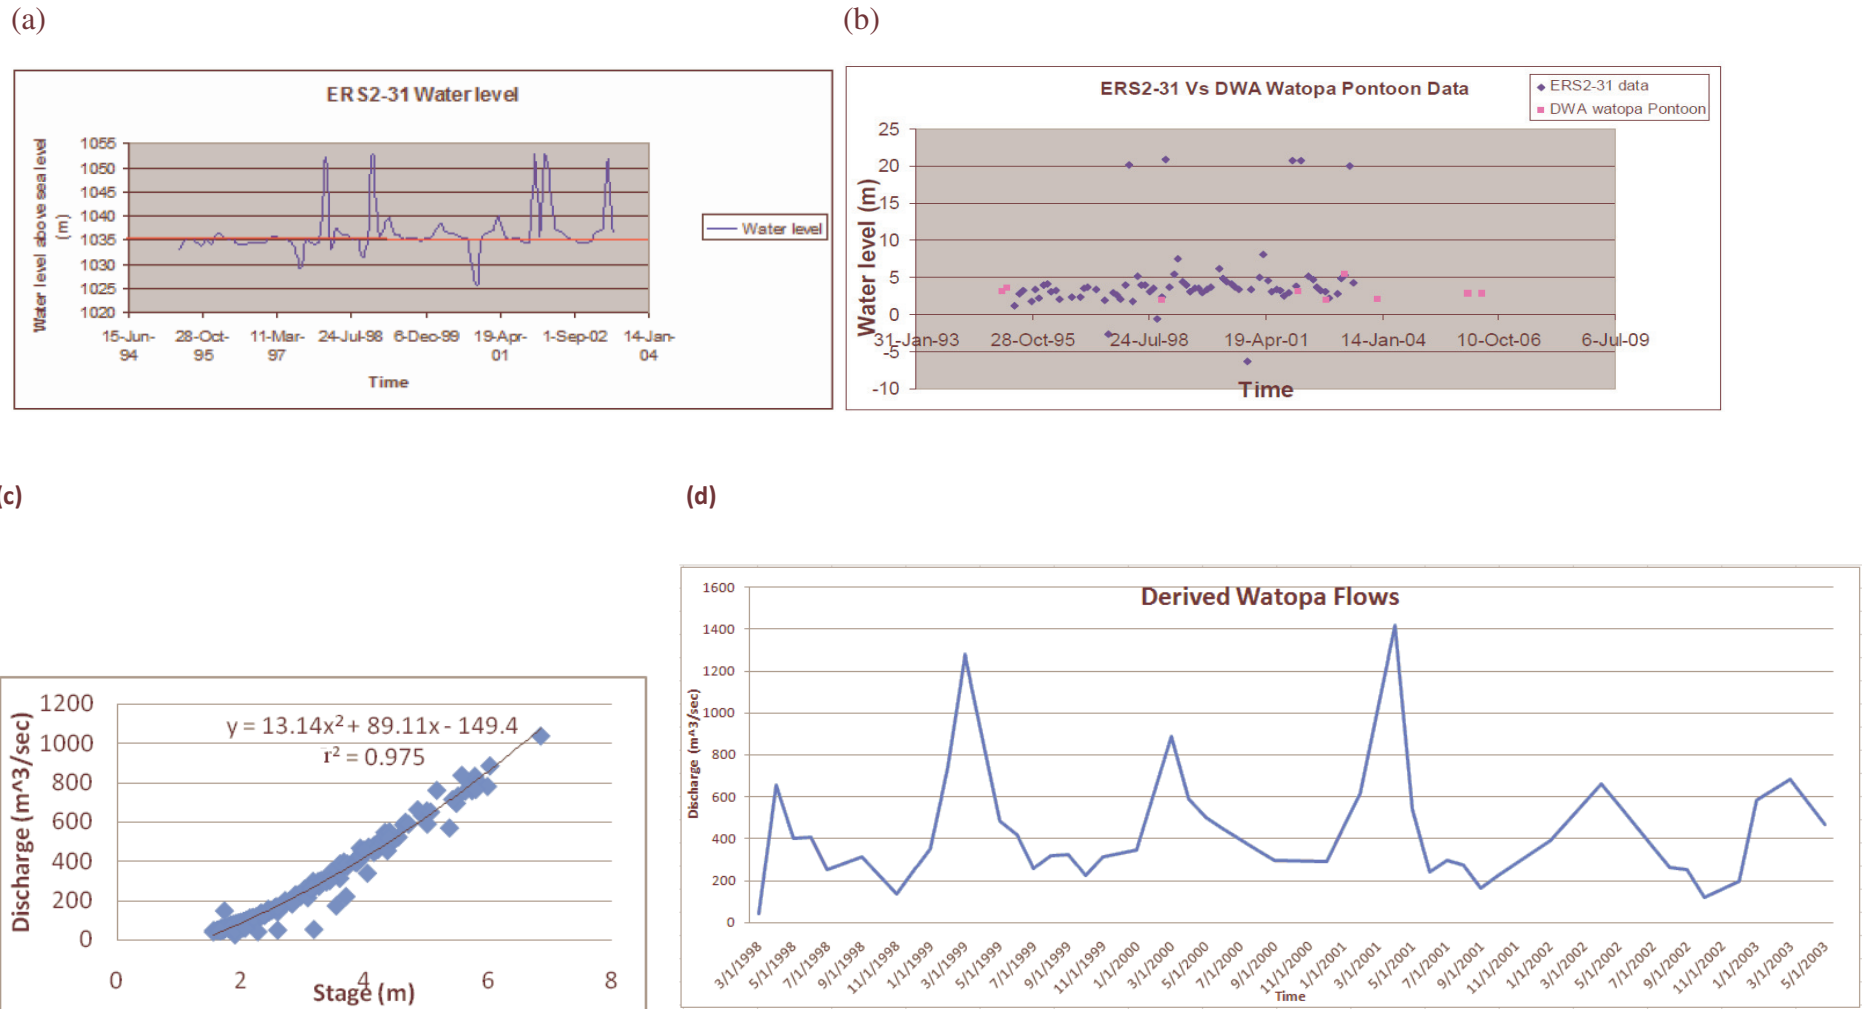 (a)
ERS2-31 Water level
Water level above sea level
(m)
1055
1050
1045
1040
1035
1030
1025
1020
15-Jun-
94
28-Oct-
95
11-Mar-
97
24-Jul-98
6-Dec-99
19-Apr-
01
1-Sep-02
14-Jan-
04
Time
Water level
(b)
ERS2-31 Vs DWA Watopa Pontoon Data
ERS2-31 data
DWA watopa Pontoon
Water level (m)
25
20
15
10
5
0
-5
-10
31-Jan-93
28-Oct-95
24-Jul-98
19-Apr-01
14-Jan-04
10-Oct-06
6-Jul-09
Time
(c)
Discharge (m^3/sec)
1200
1000
800
600
400
200
0
y = 13.14x² + 89.11x - 149.4
r² = 0.975
0
2
4
6
8
Stage (m)
(d)
Derived Watopa Flows
Discharge (m^3/sec)
1600
1400
1200
1000
800
600
400
200
0
3/1/1998
5/1/1998
7/1/1998
9/1/1998
11/1/1998
1/1/1999
3/1/1999
5/1/1999
7/1/1999
9/1/1999
11/1/1999
1/1/2000
3/1/2000
5/1/2000
7/1/2000
9/1/2000
11/1/2000
1/1/2001
3/1/2001
5/1/2001
7/1/2001
9/1/2001
11/1/2001
1/1/2002
3/1/2002
5/1/2002
7/1/2002
9/1/2002
11/1/2002
1/1/2003
3/1/2003
5/1/2003
Time